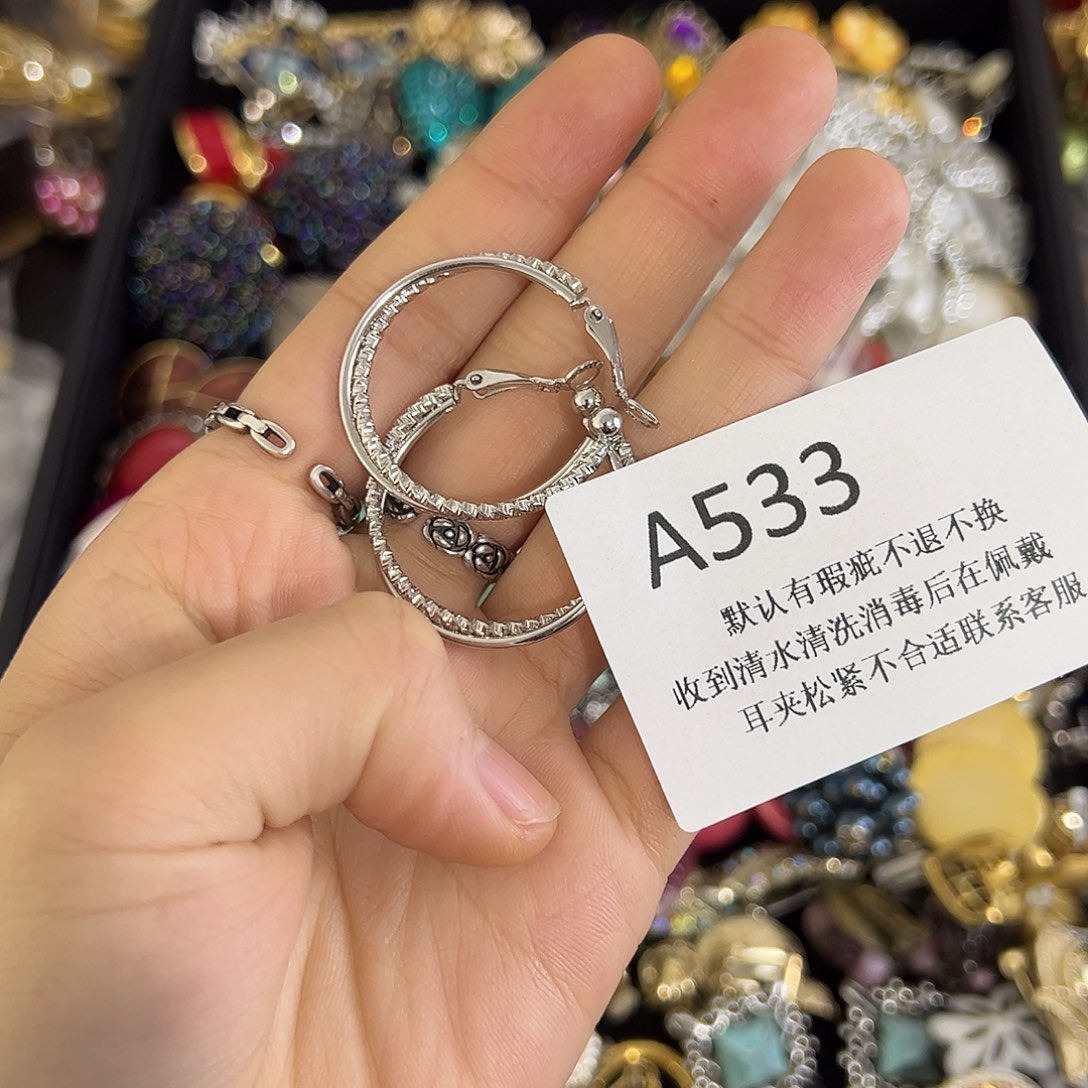 A533
默认有瑕疵不退不换
收到清水清洗消毒后在佩戴
耳夹松紧不合适联系客服